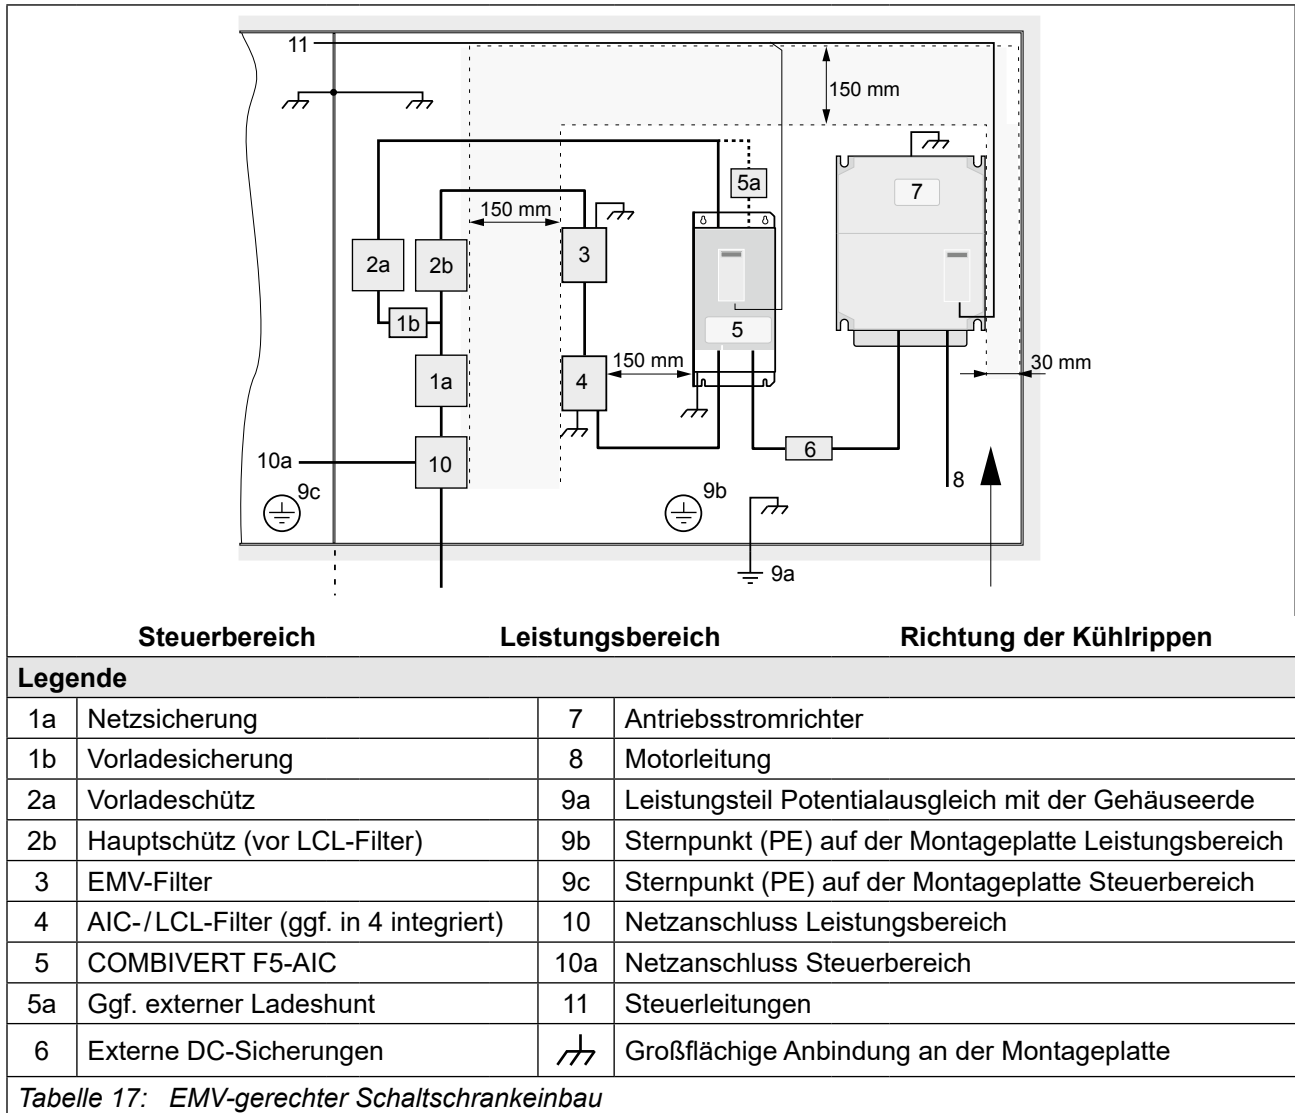 11
150 mm
5a
7
150 mm
2a
2b
3
1b
5
150 mm
30 mm
1a
4
6
10a
10
8
9c
9b
9a
Steuerbereich Leistungsbereich Richtung der Kühlrippen
Legende
1a Netzsicherung 7 Antriebsstromrichter
1b Vorladesicherung 8 Motorleitung
2a Vorladeschütz 9a Leistungsteil Potentialausgleich mit der Gehäuseerde
2b Hauptschütz (vor LCL-Filter) 9b Sternpunkt (PE) auf der Montageplatte Leistungsbereich
3 EMV-Filter 9c Sternpunkt (PE) auf der Montageplatte Steuerbereich
4 AIC-/LCL-Filter (ggf. in 4 integriert) 10 Netzanschluss Leistungsbereich
5 COMBIVERT F5-AIC 10a Netzanschluss Steuerbereich
5a Ggf. externer Ladeshunt 11 Steuerleitungen
6 Externe DC-Sicherungen Großflächige Anbindung an der Montageplatte
Tabelle 17: EMV-gerechter Schaltschrankeinbau